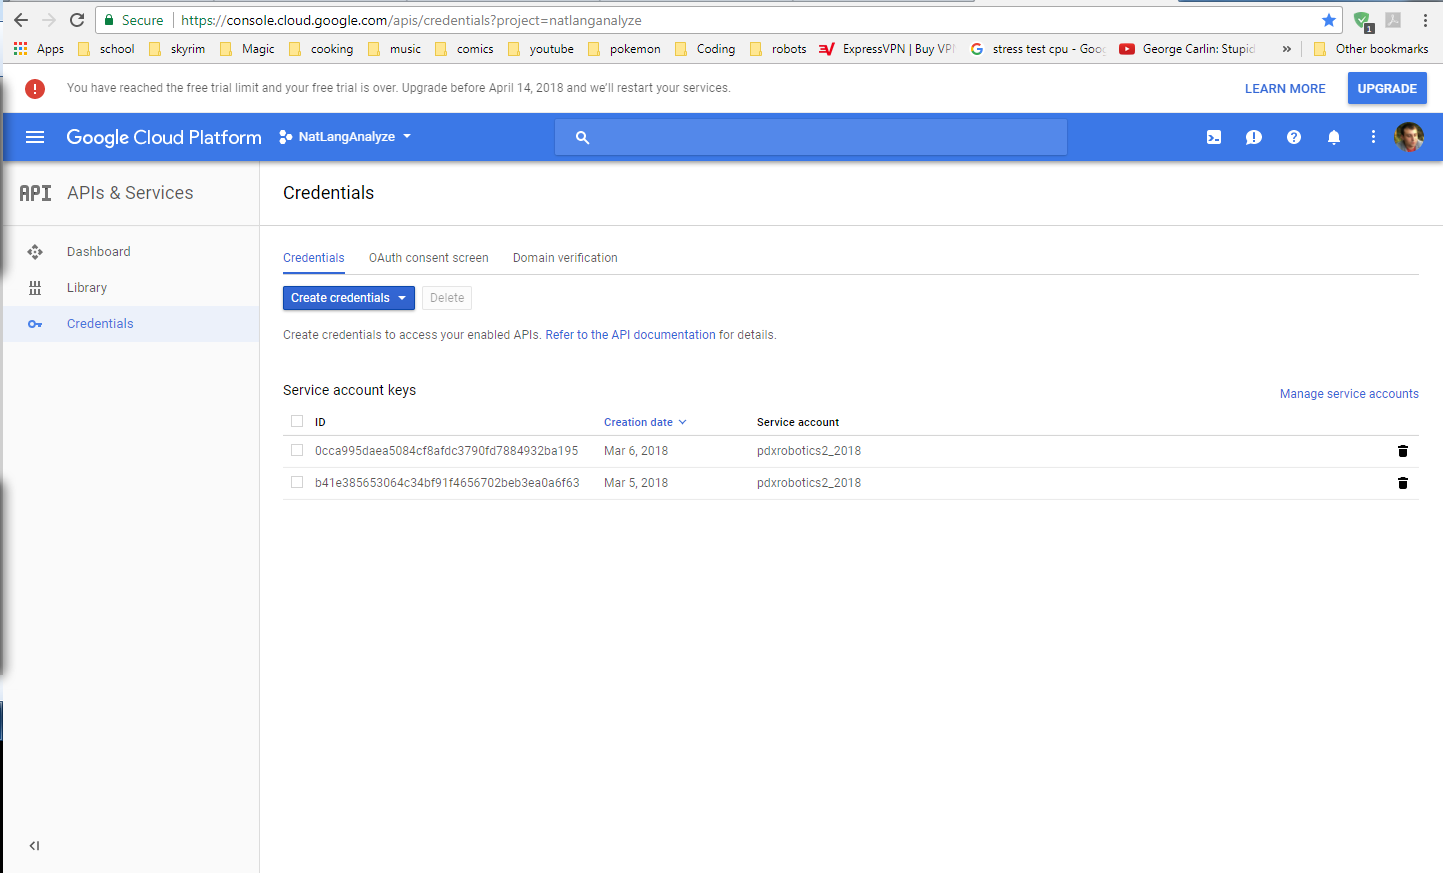 Secure https://console.cloud.google.com/apis/credentials?project=natlanganalyze
1
Apps school skyrim Magic cooking music comics youtube pokemon Coding robots ExpressVPN | Buy VP stress test cpu - Goog George Carlin: Stupid » Other bookmarks
You have reached the free trial limit and your free trial is over. Upgrade before April 14, 2018 and we'll restart your services. LEARN MORE UPGRADE
Google Cloud Platform NatLangAnalyze
API APIs & Services Credentials
Dashboard
Library
Credentials
Credentials OAuth consent screen Domain verification
Create credentials Delete
Create credentials to access your enabled APIs. Refer to the API documentation for details.
Service account keys Manage service accounts
ID Creation date Service account
0cca995daea5084cf8afdc3790fd7884932ba195 Mar 6, 2018 pdxrobotics2_2018
b41e385653064c34bf91f4656702beb3ea0a6f63 Mar 5, 2018 pdxrobotics2_2018